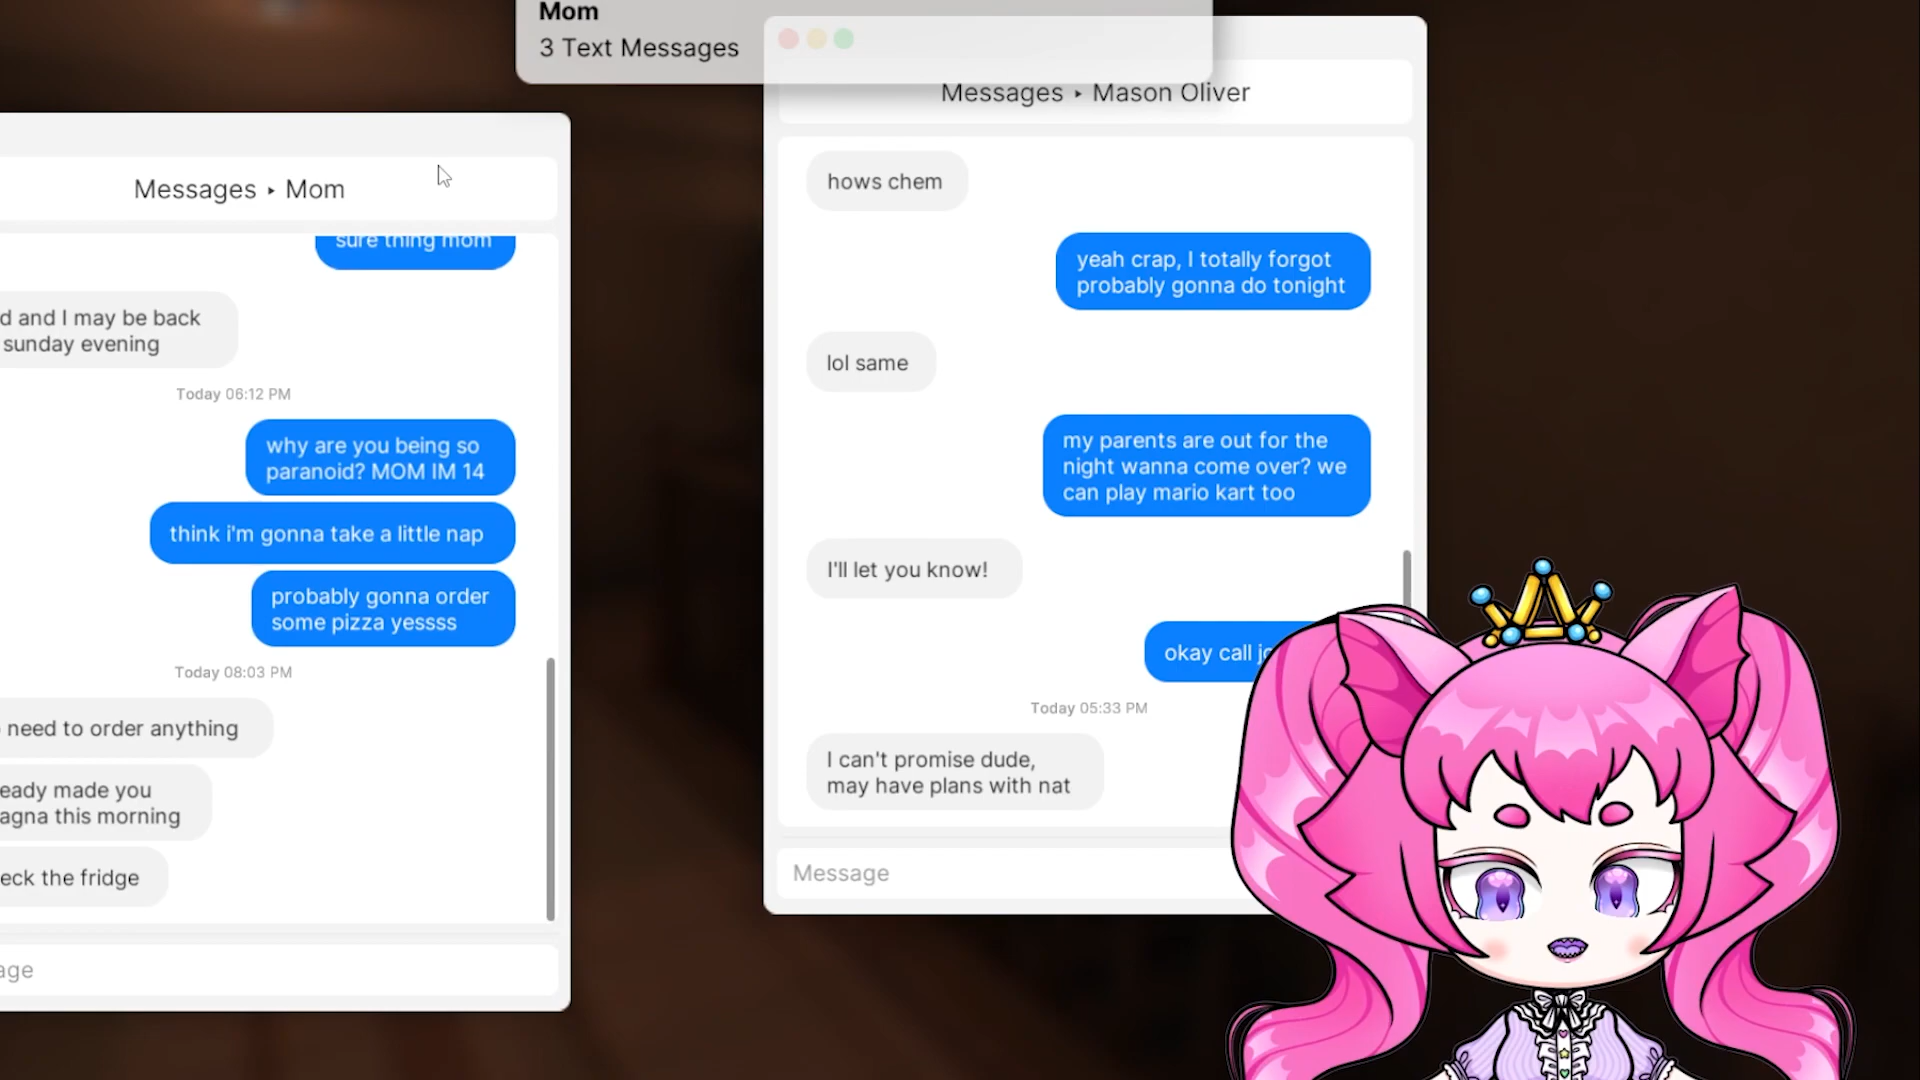 Mom
3 Text Messages
Messages ▸ Mom
sure thing mom
d and I may be back
sunday evening
Today 06:12 PM
why are you being so
paranoid? MOM IM 14
think i'm gonna take a little nap
probably gonna order
some pizza yessss
Today 08:03 PM
need to order anything
eady made you
agna this morning
eck the fridge
age
Messages ▸ Mason Oliver
hows chem
yeah crap, I totally forgot
probably gonna do tonight
lol same
my parents are out for the
night wanna come over? we
can play mario kart too
I'll let you know!
okay call
Today 05:33 PM
I can't promise dude,
may have plans with nat
Message